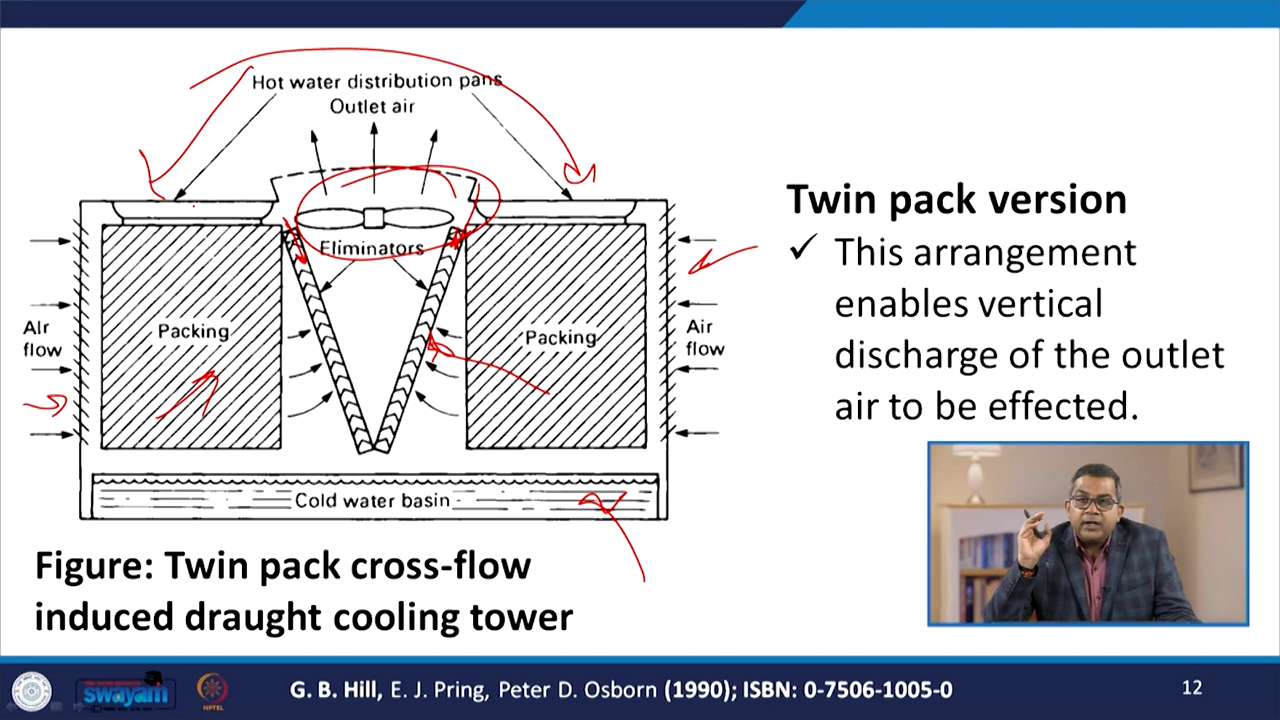 Hot water distribution pans
Outlet air
Eliminators
Packing
Packing
AIr
flow
Air
flow
Cold water basin
Figure: Twin pack cross-flow
induced draught cooling tower
Twin pack version
✓ This arrangement
enables vertical
discharge of the outlet
air to be effected.
swayam
NPTEL
G. B. Hill, E. J. Pring, Peter D. Osborn (1990); ISBN: 0-7506-1005-0
12